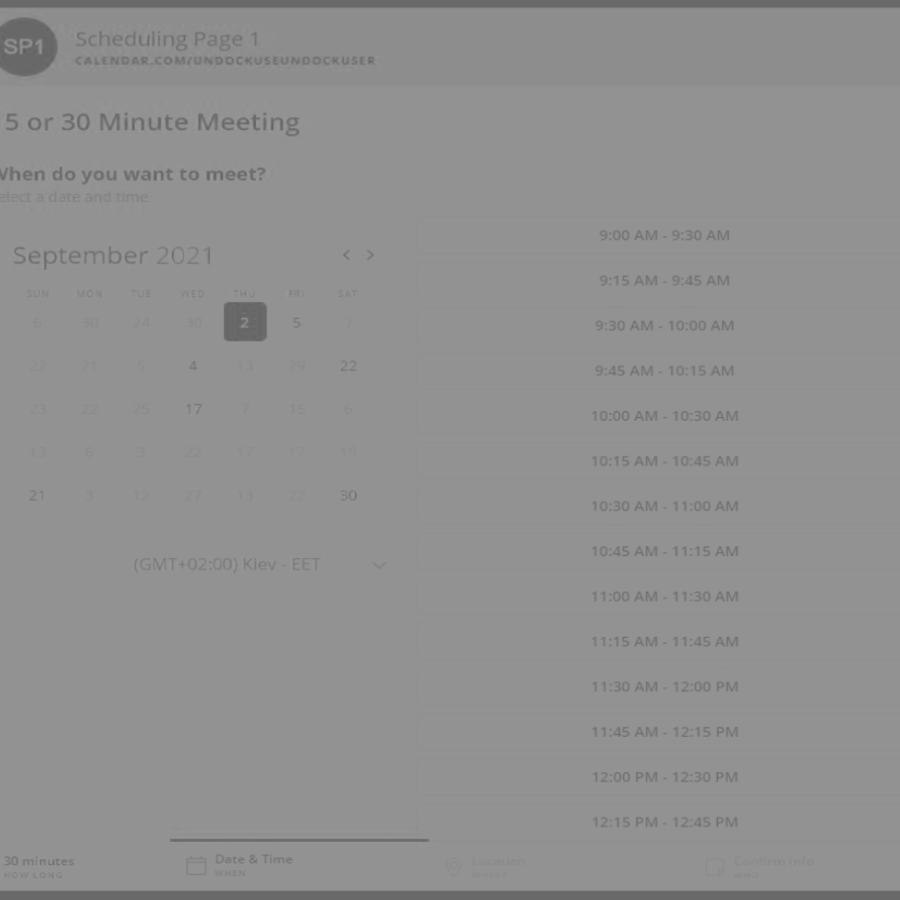 SP1
Scheduling Page 1
CALENDAR.COM/UNDOCKUSEUNDOCKUSER
5 or 30 Minute Meeting
When do you want to meet?
elect a date and time
September 2021
< >
SUN MON TUE WED THU FRI SAT
6 30 24 30 2 5 7
22 21 5 4 13 29 22
23 22 25 17 7 15 6
13 6 3 22 17 17 19
21 3 12 27 13 22 30
(GMT+02:00) Kiev - EET
9:00 AM - 9:30 AM
9:15 AM - 9:45 AM
9:30 AM - 10:00 AM
9:45 AM - 10:15 AM
10:00 AM - 10:30 AM
10:15 AM - 10:45 AM
10:30 AM - 11:00 AM
10:45 AM - 11:15 AM
11:00 AM - 11:30 AM
11:15 AM - 11:45 AM
11:30 AM - 12:00 PM
11:45 AM - 12:15 PM
12:00 PM - 12:30 PM
12:15 PM - 12:45 PM
30 minutes
HOW LONG
Date & Time
WHEN
Location
Confirm Info